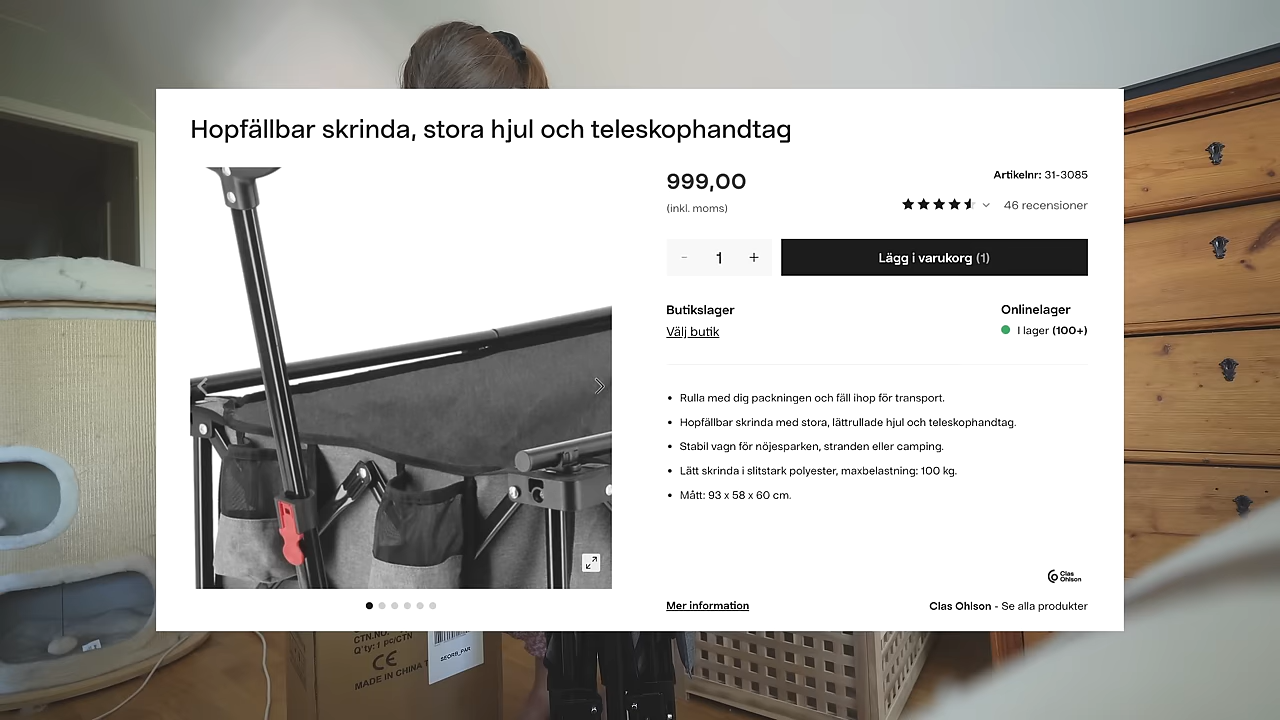 Hopfällbar skrinda, stora hjul och teleskophandtag
999,00
(inkl. moms)
Artikelnr: 31-3085
46 recensioner
- 1 +
Lägg i varukorg (1)
Butikslager
Välj butik
Onlinelager
I lager (100+)
• Rulla med dig packningen och fäll ihop för transport.
• Hopfällbar skrinda med stora, lättrullade hjul och teleskophandtag.
• Stabil vagn för nöjesparken, stranden eller camping.
• Lätt skrinda i slitstark polyester, maxbelastning: 100 kg.
• Mått: 93 x 58 x 60 cm.
Clas
Ohlson
Mer information
Clas Ohlson - Se alla produkter
CTN.NO.
Q'ty: 1 pc/CTN
CE
MADE IN CHINA